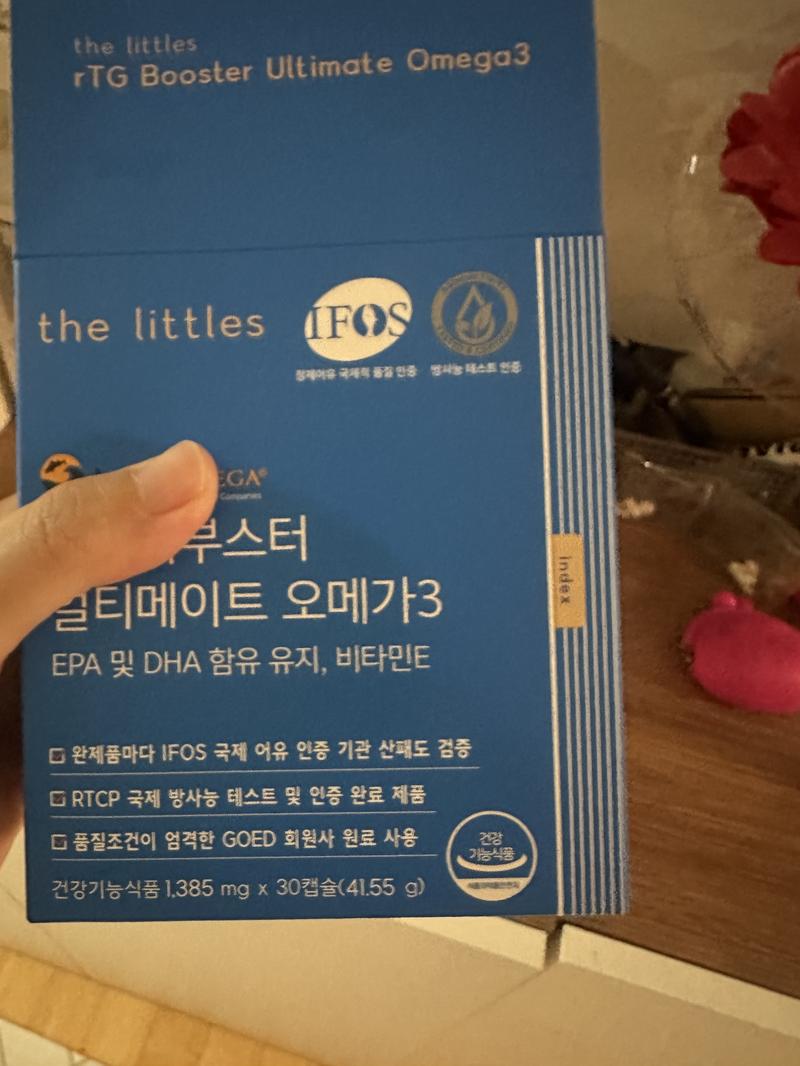 the littles
rTG Booster Ultimate Omega3
the littles
IFOS
정제어유 국제적 품질 인증
방사능 테스트 인증
EGA®
Companies
부스터
얼티메이트 오메가3
EPA 및 DHA 함유 유지, 비타민E
index
완제품마다 IFOS 국제 어유 인증 기관 산패도 검증
RTCP 국제 방사능 테스트 및 인증 완료 제품
품질조건이 엄격한 GOED 회원사 원료 사용
건강
기능식품
건강기능식품 1,385 mg x 30캡슐(41.55 g)